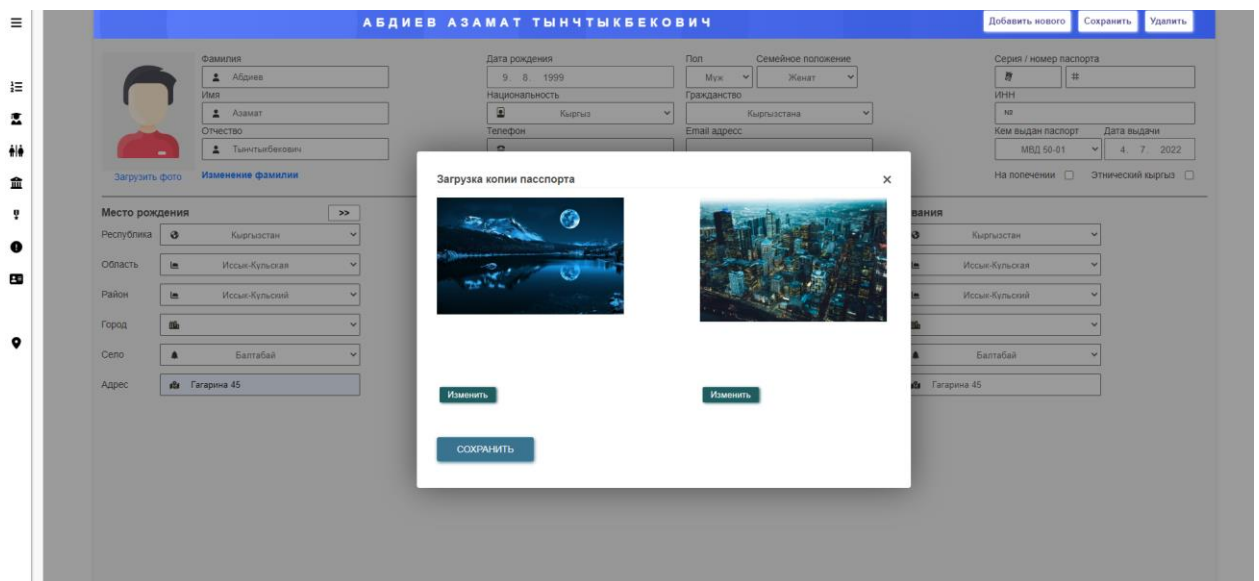 АБДИЕВ АЗАМАТ ТЫНЧТЫКБЕКОВИЧ
Добавить нового Сохранить Удалить
Фамилия
Абдиев
Имя
Азамат
Отчество
Тынчтыкбекович
Загрузить фото Изменение фамилии
Дата рождения Пол Семейное положение
9. 8. 1999 Муж Женат
Национальность Гражданство
Кыргыз Кыргызстана
Телефон Email адресс
Серия / номер паспорта
#
ИНН
№
Кем выдан паспорт Дата выдачи
МВД 50-01 4. 7. 2022
На попечении Этнический кыргыз
Место рождения >>
Республика Кыргызстан
Область Иссык-Кульская
Район Иссык-Кульский
Город
Село Балтабай
Адрес Гагарина 45
Загрузка копии пасспорта ×
Изменить Изменить
СОХРАНИТЬ
вания
Кыргызстан
Иссык-Кульская
Иссык-Кульский
Балтабай
Гагарина 45